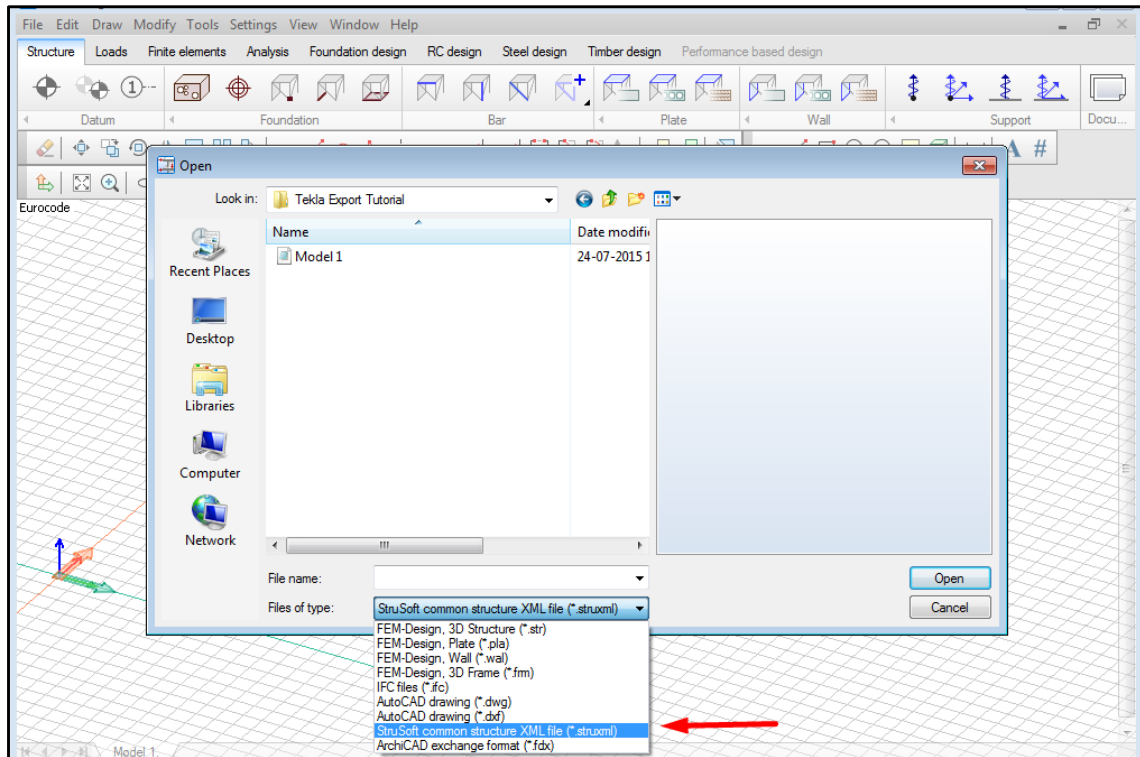 File Edit Draw Modify Tools Settings View Window Help
Structure Loads Finite elements Analysis Foundation design RC design Steel design Timber design Performance based design
1
Datum Foundation Bar Plate Wall Support Docu...
A #
Open
Eurocode
Look in: Tekla Export Tutorial
Name Date modifi
Model 1 24-07-2015 1
Recent Places
Desktop
Libraries
Computer
Network
File name:
Open
Files of type: StruSoft common structure XML file (*.struxml)
Cancel
FEM-Design, 3D Structure (*.str)
FEM-Design, Plate (*.pla)
FEM-Design, Wall (*.wal)
FEM-Design, 3D Frame (*.frm)
IFC files (*.ifc)
AutoCAD drawing (*.dwg)
AutoCAD drawing (*.dxf)
StruSoft common structure XML file (*.struxml)
ArchiCAD exchange format (*.fdx)
Model 1.